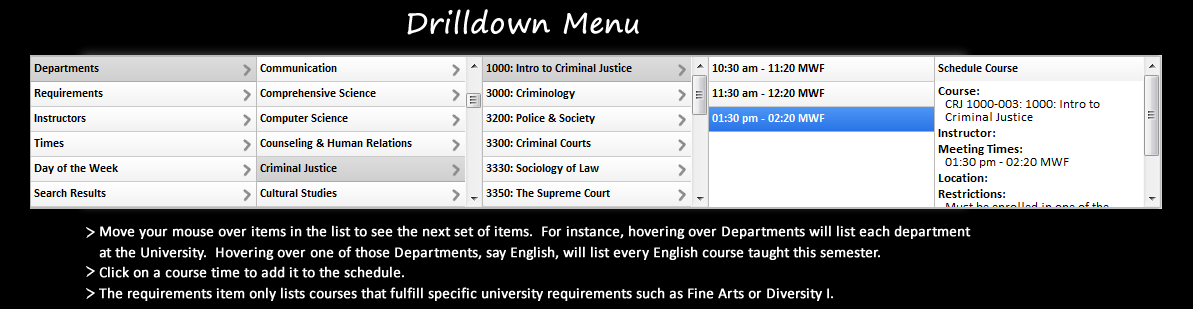 Drilldown Menu
Departments
Requirements
Instructors
Times
Day of the Week
Search Results
Communication
Comprehensive Science
Computer Science
Counseling & Human Relations
Criminal Justice
Cultural Studies
1000: Intro to Criminal Justice
3000: Criminology
3200: Police & Society
3300: Criminal Courts
3330: Sociology of Law
3350: The Supreme Court
10:30 am - 11:20 MWF
11:30 am - 12:20 MWF
01:30 pm - 02:20 MWF
Schedule Course
Course:
CRJ 1000-003: 1000: Intro to
Criminal Justice
Instructor:
Meeting Times:
01:30 pm - 02:20 MWF
Location:
Restrictions:
Must be enrolled in one of the
> Move your mouse over items in the list to see the next set of items. For instance, hovering over Departments will list each department
at the University. Hovering over one of those Departments, say English, will list every English course taught this semester.
> Click on a course time to add it to the schedule.
> The requirements item only lists courses that fulfill specific university requirements such as Fine Arts or Diversity I.